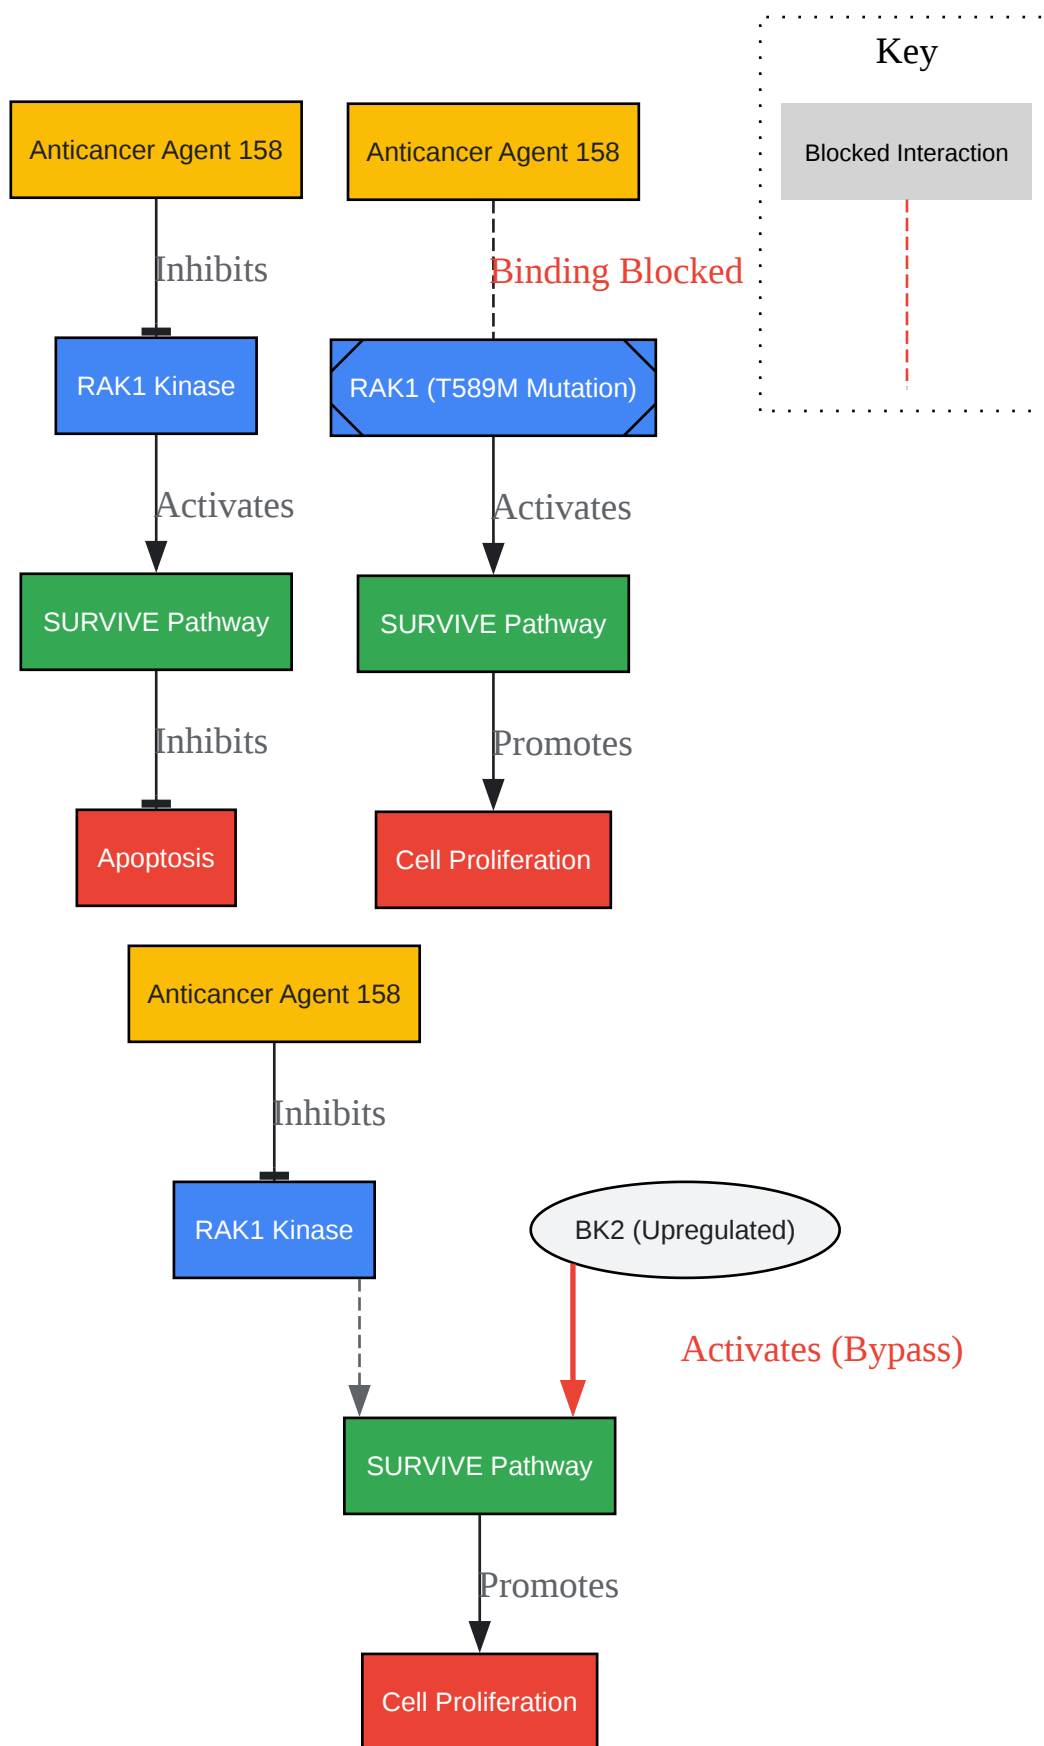 Key
Anticancer Agent 158
Anticancer Agent 158
Blocked Interaction
Inhibits
Binding Blocked
RAK1 Kinase
RAK1 (T589M Mutation)
Activates
Activates
SURVIVE Pathway
SURVIVE Pathway
Inhibits
Promotes
Apoptosis
Cell Proliferation
Anticancer Agent 158
Inhibits
RAK1 Kinase
BK2 (Upregulated)
Activates (Bypass)
SURVIVE Pathway
Promotes
Cell Proliferation